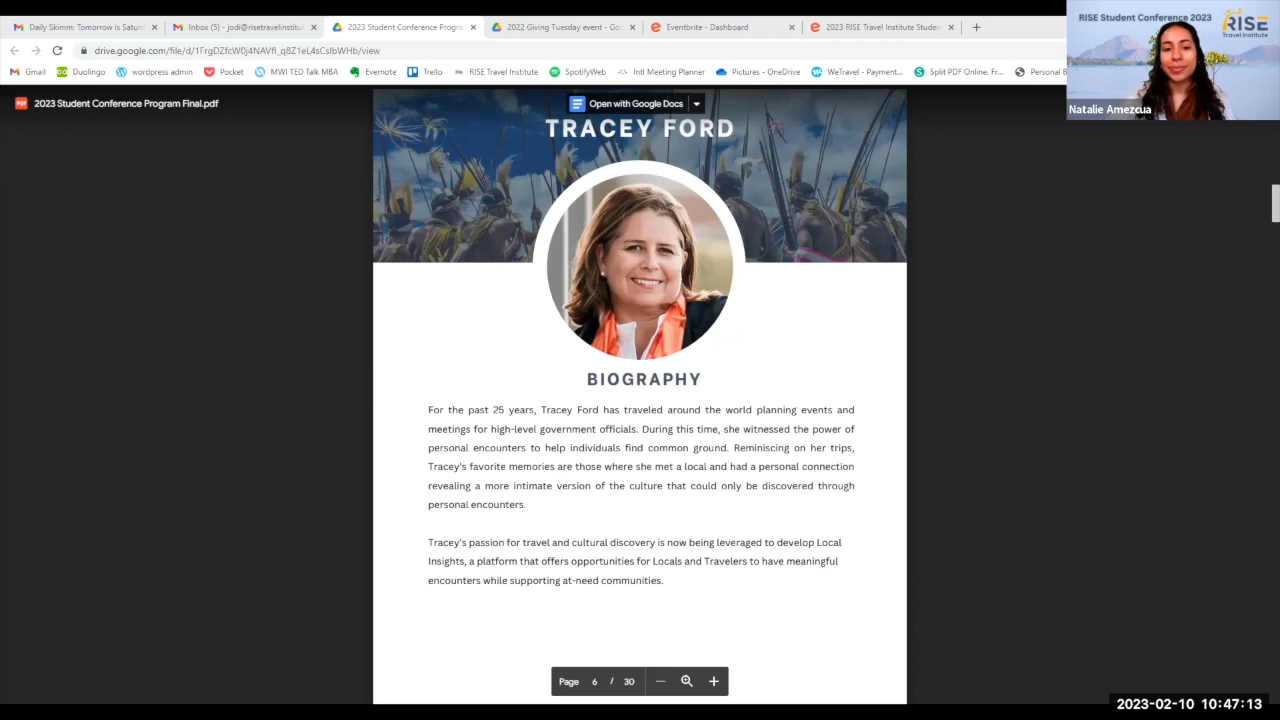 Daily Skimm: Tomorrow is Satur
Inbox (5) - jodi@risetravelinstitut
2023 Student Conference Progra
2022 Giving Tuesday event - Goo
Eventbrite - Dashboard
2023 RISE Travel Institute Studen
drive.google.com/file/d/1FrgDZfcW0j4NAVfl_q8Z1eL4sCsIbWHb/view
Gmail
Duolingo
wordpress admin
Pocket
MWI TED Talk MBA
Evernote
Trello
RISE Travel Institute
SpotifyWeb
Intl Meeting Planner
Pictures - OneDrive
WeTravel - Payment...
Split PDF Online. Fr...
Personal B
RISE Student Conference 2023
RISE
Travel Institute
Natalie Amezcua
PDF
2023 Student Conference Program Final.pdf
Open with Google Docs
TRACEY FORD
BIOGRAPHY
For the past 25 years, Tracey Ford has traveled around the world planning events and
meetings for high-level government officials. During this time, she witnessed the power of
personal encounters to help individuals find common ground. Reminiscing on her trips,
Tracey's favorite memories are those where she met a local and had a personal connection
revealing a more intimate version of the culture that could only be discovered through
personal encounters.
Tracey's passion for travel and cultural discovery is now being leveraged to develop Local
Insights, a platform that offers opportunities for Locals and Travelers to have meaningful
encounters while supporting at-need communities.
Page 6 / 30
2023-02-10 10:47:13